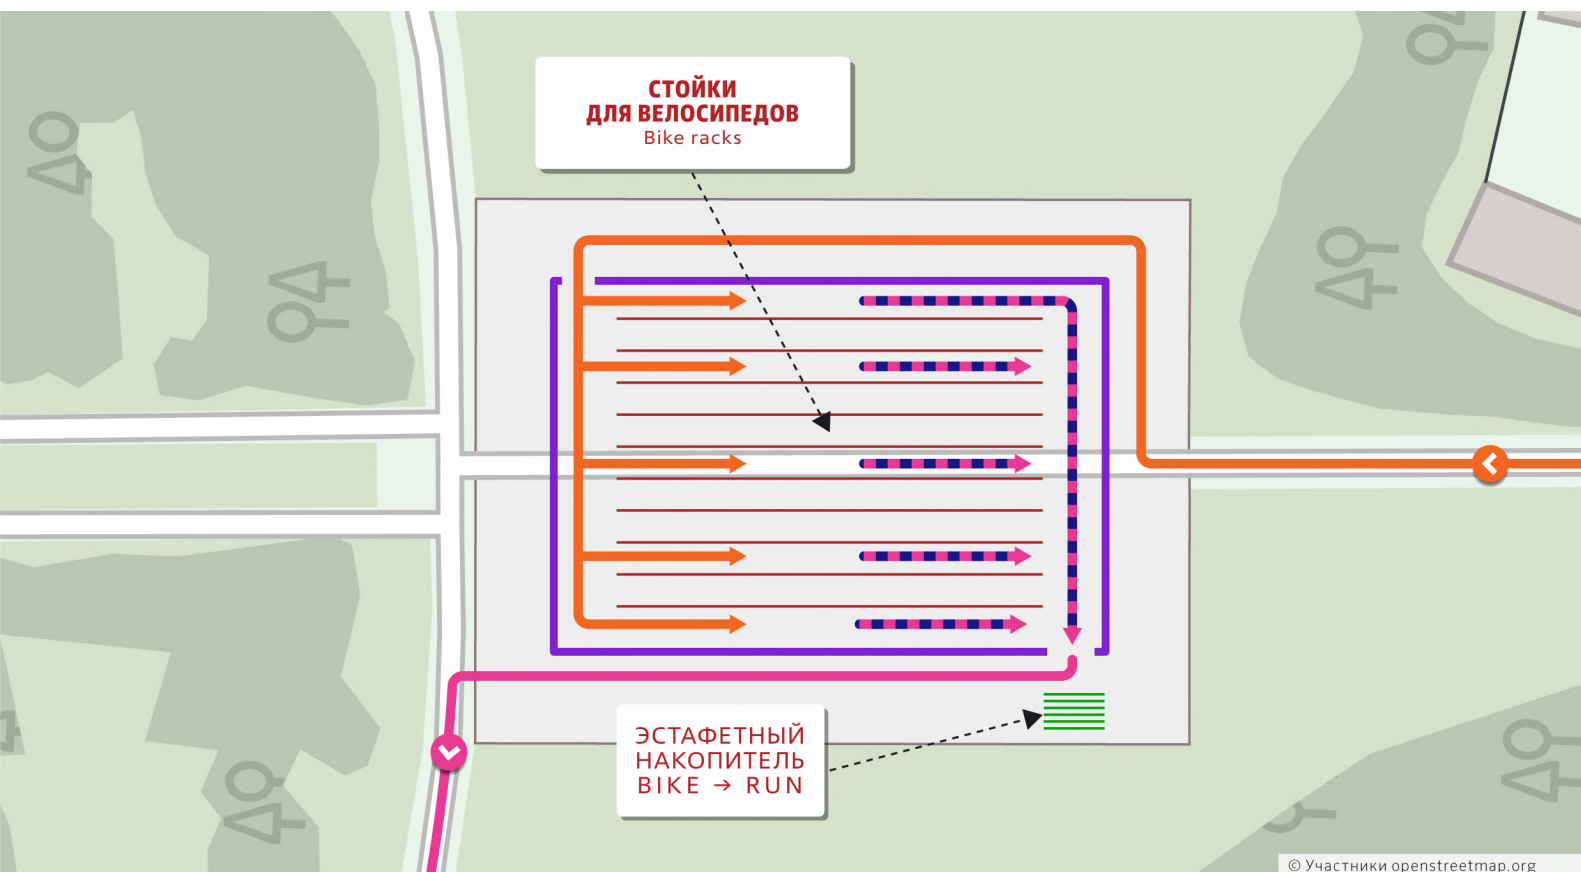 СТОЙКИ
ДЛЯ ВЕЛОСИПЕДОВ
Bike racks
ЭСТАФЕТНЫЙ
НАКОПИТЕЛЬ
BIKE → RUN
© Участники openstreetmap.org